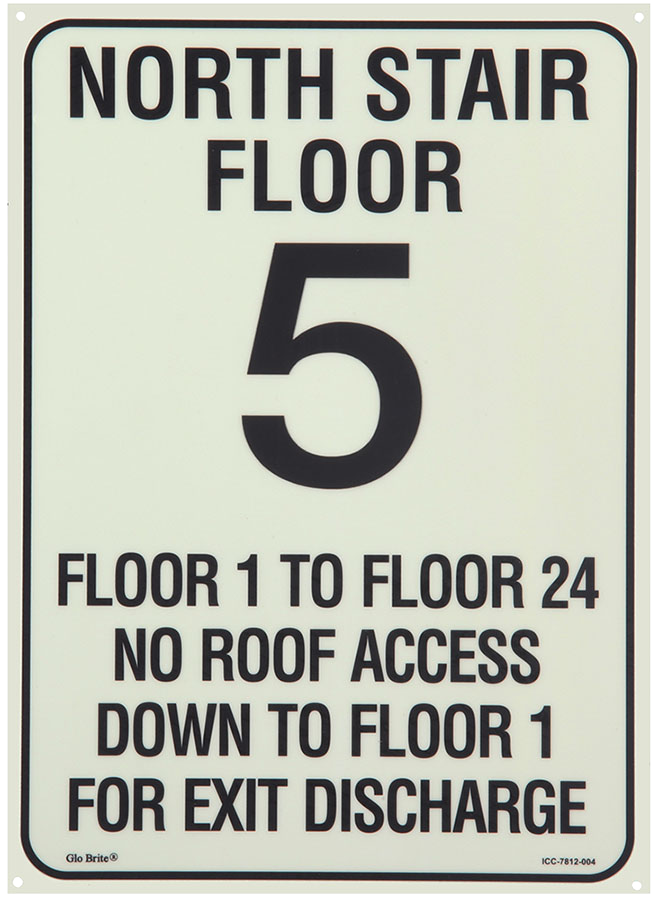 NORTH STAIR
FLOOR
5
FLOOR 1 TO FLOOR 24
NO ROOF ACCESS
DOWN TO FLOOR 1
FOR EXIT DISCHARGE
Glo Brite® ICC-7812-004